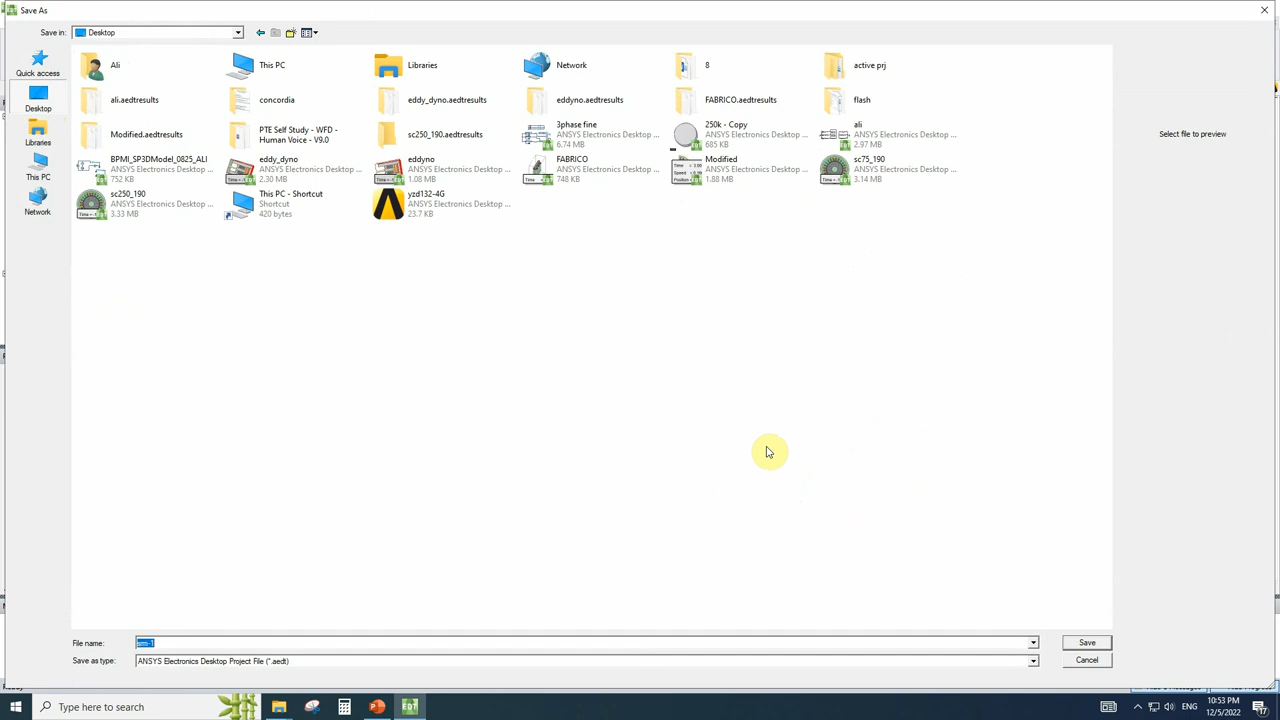 Save As
Save in:
Desktop
Quick access
Desktop
Libraries
This PC
Network
Ali
This PC
Libraries
Network
8
active prj
ali.aedtresults
concordia
eddy_dyno.aedtresults
eddyno.aedtresults
FABRICO.aedtresults
flash
Modified.aedtresults
PTE Self Study - WFD -
Human Voice - V9.0
sc250_190.aedtresults
3phase fine
ANSYS Electronics Desktop ...
6.74 MB
250k - Copy
ANSYS Electronics Desktop ...
685 KB
ali
ANSYS Electronics Desktop ...
2.97 MB
BPMI_SP3DModel_0825_ALI
ANSYS Electronics Desktop ...
752 KB
eddy_dyno
ANSYS Electronics Desktop ...
2.30 MB
eddyno
ANSYS Electronics Desktop ...
1.08 MB
FABRICO
ANSYS Electronics Desktop ...
748 KB
Modified
ANSYS Electronics Desktop ...
1.88 MB
sc75_190
ANSYS Electronics Desktop ...
3.14 MB
sc250_190
ANSYS Electronics Desktop ...
3.33 MB
This PC - Shortcut
Shortcut
420 bytes
yzd132-4G
ANSYS Electronics Desktop ...
23.7 KB
Select file to preview
File name:
srm-1
Save
Save as type:
ANSYS Electronics Desktop Project File (*.aedt)
Cancel
Type here to search
EDT
ENG
10:53 PM
12/5/2022
17